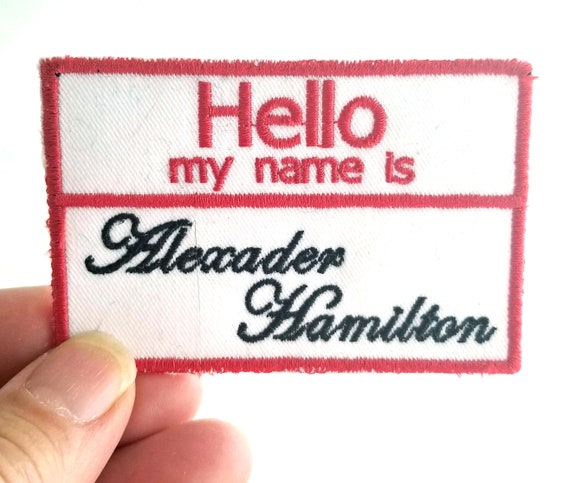 Hello
my name is
Alexader
Hamilton